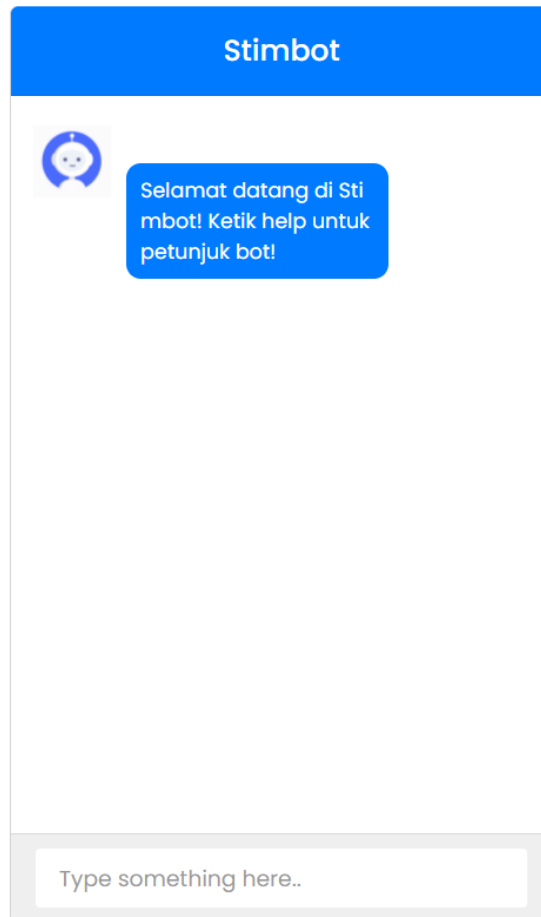 Stimbot
Selamat datang di Sti
mbot! Ketik help untuk
petunjuk bot!
Type something here..